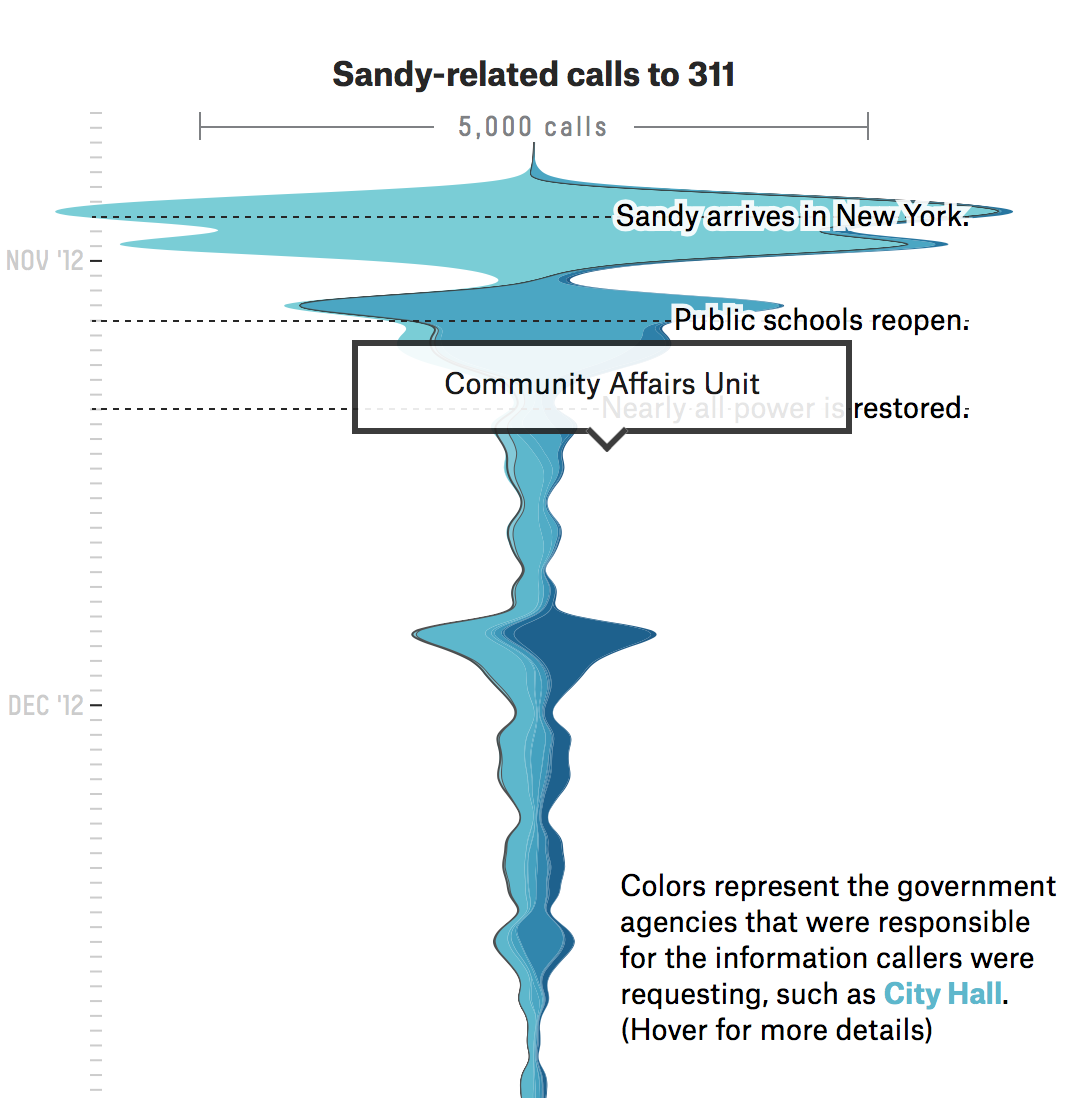 Sandy-related calls to 311
5,000 calls
Sandy arrives in New York.
NOV '12
Public schools reopen.
Community Affairs Unit
Nearly all power is restored.
DEC '12
Colors represent the government
agencies that were responsible
for the information callers were
requesting, such as City Hall.
(Hover for more details)